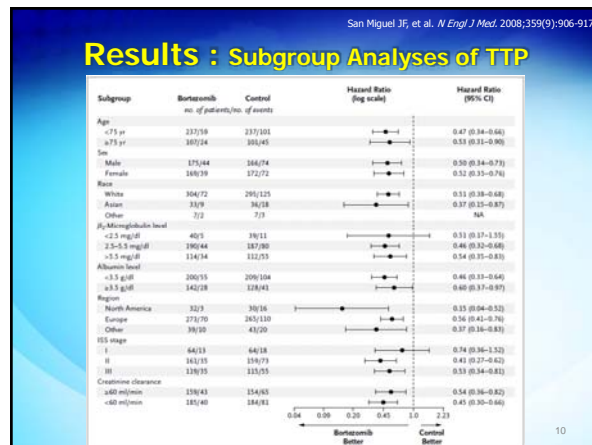 San Miguel JF, et al. N Engl J Med. 2008;359(9):906-917
Results : Subgroup Analyses of TTP
Subgroup Bortezomib Control Hazard Ratio (log scale) Hazard Ratio (95% CI)
no. of patients/no. of events
Age
<75 yr 237/59 237/101 0.47 (0.34–0.66)
≥75 yr 107/24 101/45 0.53 (0.31–0.90)
Sex
Male 175/44 166/74 0.50 (0.34–0.73)
Female 169/39 172/72 0.52 (0.35–0.76)
Race
White 304/72 295/125 0.51 (0.38–0.68)
Asian 33/9 36/18 0.37 (0.15–0.87)
Other 7/2 7/3 NA
β2-Microglobulin level
<2.5 mg/dl 40/5 39/11 0.51 (0.17–1.55)
2.5–5.5 mg/dl 190/44 187/80 0.46 (0.32–0.68)
>5.5 mg/dl 114/34 112/55 0.54 (0.35–0.83)
Albumin level
<3.5 g/dl 200/55 209/104 0.46 (0.33–0.64)
≥3.5 g/dl 142/28 128/41 0.60 (0.37–0.97)
Region
North America 32/3 30/16 0.15 (0.04–0.52)
Europe 273/70 265/110 0.56 (0.41–0.76)
Other 39/10 43/20 0.37 (0.16–0.83)
ISS stage
I 64/13 64/18 0.74 (0.36–1.52)
II 161/35 159/73 0.41 (0.27–0.62)
III 119/35 115/55 0.53 (0.34–0.81)
Creatinine clearance
≥60 ml/min 159/43 154/65 0.54 (0.36–0.82)
<60 ml/min 185/40 184/81 0.45 (0.30–0.66)
0.04 0.09 0.20 0.45 1.0 2.23
Bortezomib Better Control Better
10